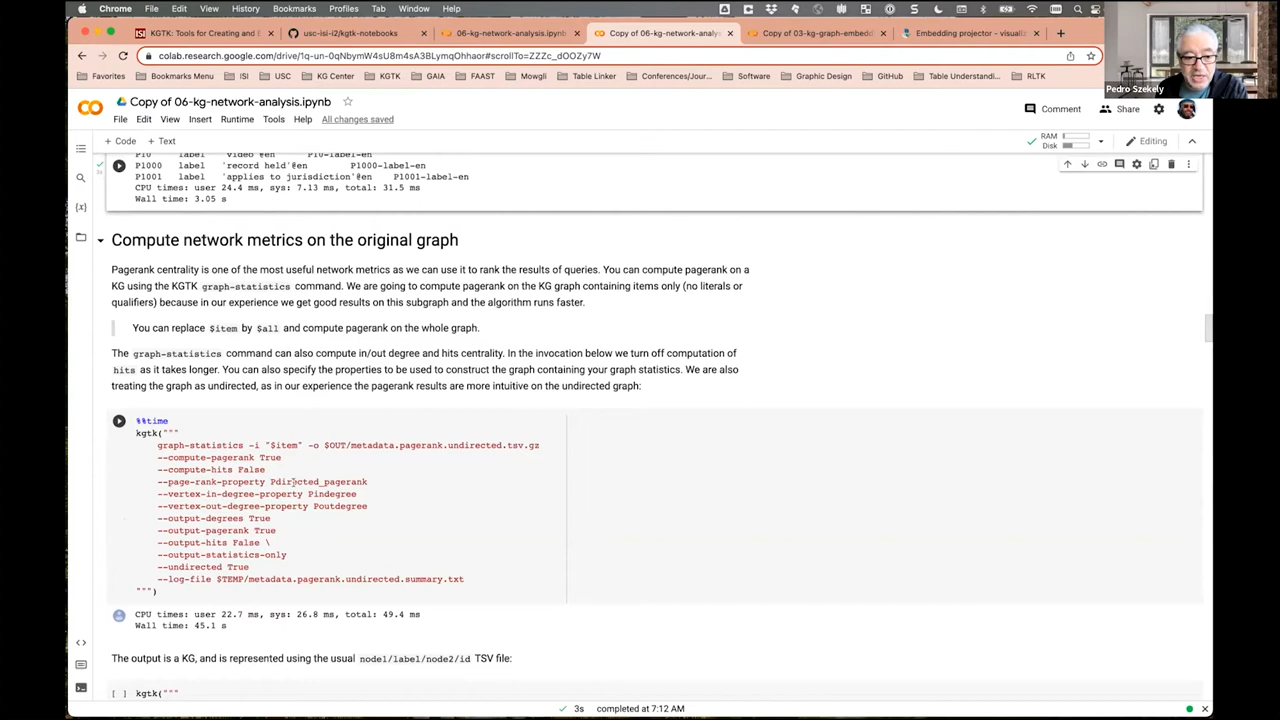 Chrome File Edit View History Bookmarks Profiles Tab Window Help
KGTK: Tools for Creating and E
usc-isi-i2/kgtk-notebooks
06-kg-network-analysis.ipynb
Copy of 06-kg-network-analys
Copy of 03-kg-graph-embedd
Embedding projector - visualiz
colab.research.google.com/drive/1q-un-0qNbymW4sU8m4sC3LymqOhhaor#scrollTo=ZZZc_dOOZy7W
Favorites Bookmarks Menu ISI USC KG Center KGTK GAIA FAAST Mowgli Table Linker Conferences/Jour... Software Graphic Design GitHub Table Understandi... RLTK
Pedro Szekely
Copy of 06-kg-network-analysis.ipynb
Comment Share
File Edit View Insert Runtime Tools Help All changes saved
+ Code + Text
RAM
Disk
Editing
P10 label 'video'@en P10-label-en
P1000 label 'record held'@en P1000-label-en
P1001 label 'applies to jurisdiction'@en P1001-label-en
CPU times: user 24.4 ms, sys: 7.13 ms, total: 31.5 ms
Wall time: 3.05 s
Compute network metrics on the original graph
Pagerank centrality is one of the most useful network metrics as we can use it to rank the results of queries. You can compute pagerank on a
KG using the KGTK graph-statistics command. We are going to compute pagerank on the KG graph containing items only (no literals or
qualifiers) because in our experience we get good results on this subgraph and the algorithm runs faster.
You can replace $item by $all and compute pagerank on the whole graph.
The graph-statistics command can also compute in/out degree and hits centrality. In the invocation below we turn off computation of
hits as it takes longer. You can also specify the properties to be used to construct the graph containing your graph statistics. We are also
treating the graph as undirected, as in our experience the pagerank results are more intuitive on the undirected graph:
%%time
kgtk("""
graph-statistics -i "$item" -o $OUT/metadata.pagerank.undirected.tsv.gz
--compute-pagerank True
--compute-hits False
--page-rank-property Pdirected_pagerank
--vertex-in-degree-property Pindegree
--vertex-out-degree-property Poutdegree
--output-degrees True
--output-pagerank True
--output-hits False \
--output-statistics-only
--undirected True
--log-file $TEMP/metadata.pagerank.undirected.summary.txt
""")
CPU times: user 22.7 ms, sys: 26.8 ms, total: 49.4 ms
Wall time: 45.1 s
The output is a KG, and is represented using the usual node1/label/node2/id TSV file:
[ ] kgtk("""
3s completed at 7:12 AM